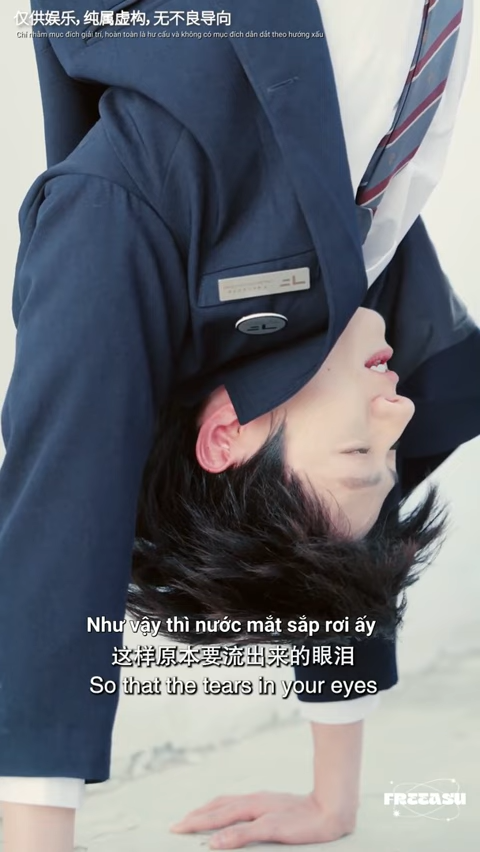 仅供娱乐，纯属虚构，无不良导向
Chỉ nhằm mục đích giải trí, hoàn toàn là hư cấu và không có mục đích dẫn dắt theo hướng xấu
Như vậy thì nước mắt sắp rơi ấy
这样原本要流出来的眼泪
So that the tears in your eyes
FREEASU